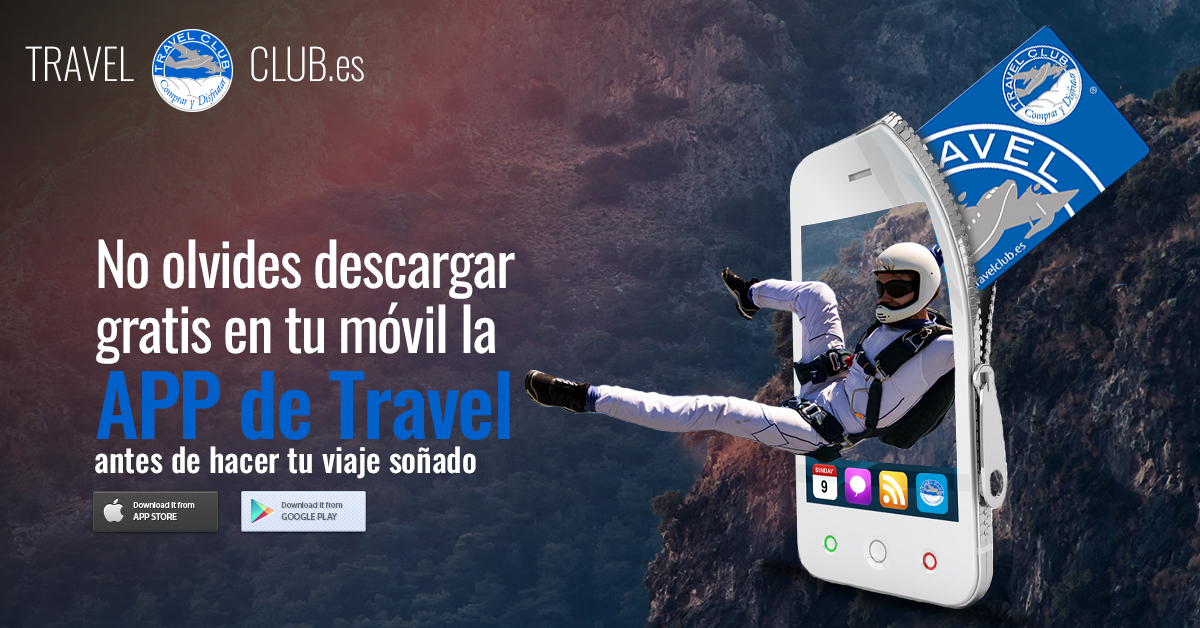 TRAVEL CLUB.es
TRAVEL CLUB
Comprar y Disfrutar
No olvides descargar
gratis en tu móvil la
APP de Travel
antes de hacer tu viaje soñado
Download it from
APP STORE
Download it from
GOOGLE PLAY
TRAVEL CLUB
Comprar y Disfrutar
®
AVEL
travelclub.es
SUNDAY
9